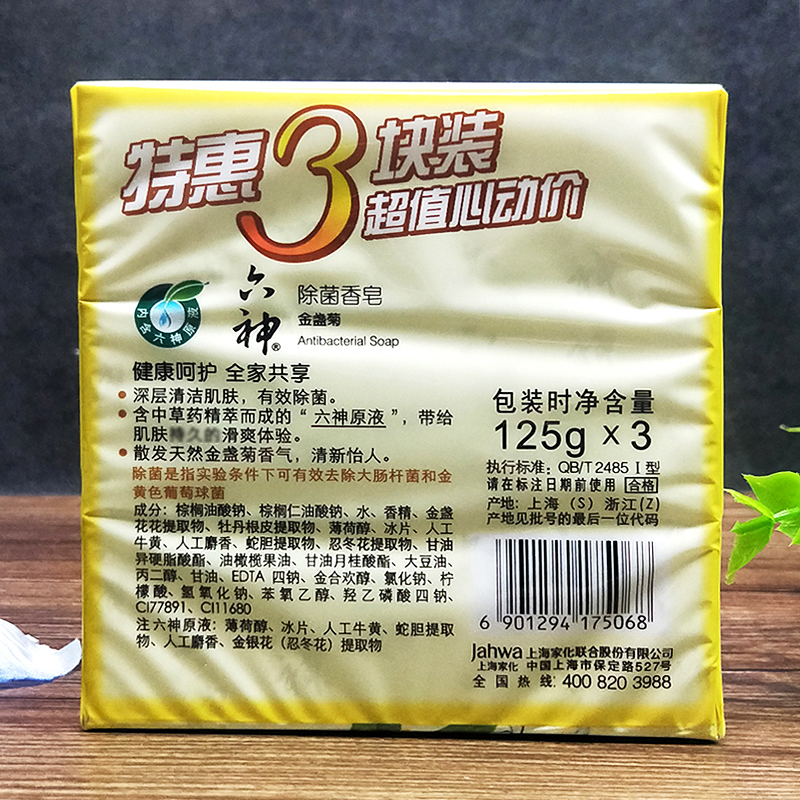 特惠3块装
超值心动价
内含六神原液
六神®
除菌香皂
金盏菊
Antibacterial Soap
健康呵护 全家共享
• 深层清洁肌肤，有效除菌。
• 含中草药精萃而成的“六神原液”，带给
肌肤 滑爽体验。
• 散发天然金盏菊香气，清新怡人。
除菌是指实验条件下可有效去除大肠杆菌和金
黄色葡萄球菌
成分：棕榈油酸钠、棕榈仁油酸钠、水、香精、金盏
花花提取物、牡丹根皮提取物、薄荷醇、冰片、人工
牛黄、人工麝香、蛇胆提取物、忍冬花提取物、甘油
异硬脂酸酯、油橄榄果油、甘油月桂酸酯、大豆油、
丙二醇、甘油、EDTA 四钠、金合欢醇、氯化钠、柠
檬酸、氢氧化钠、苯氧乙醇、羟乙磷酸四钠、
CI77891、CI11680
注六神原液：薄荷醇、冰片、人工牛黄、蛇胆提取
物、人工麝香、金银花（忍冬花）提取物
包装时净含量
125g x 3
执行标准：QB/T 2485 I 型
请在标注日期前使用 合格
产地：上海（S）浙江(Z)
产地见批号的最后一位代码
6 901294 175068
Jahwa 上海家化联合股份有限公司
上海家化 中国上海市保定路527号
全国热线: 400 820 3988